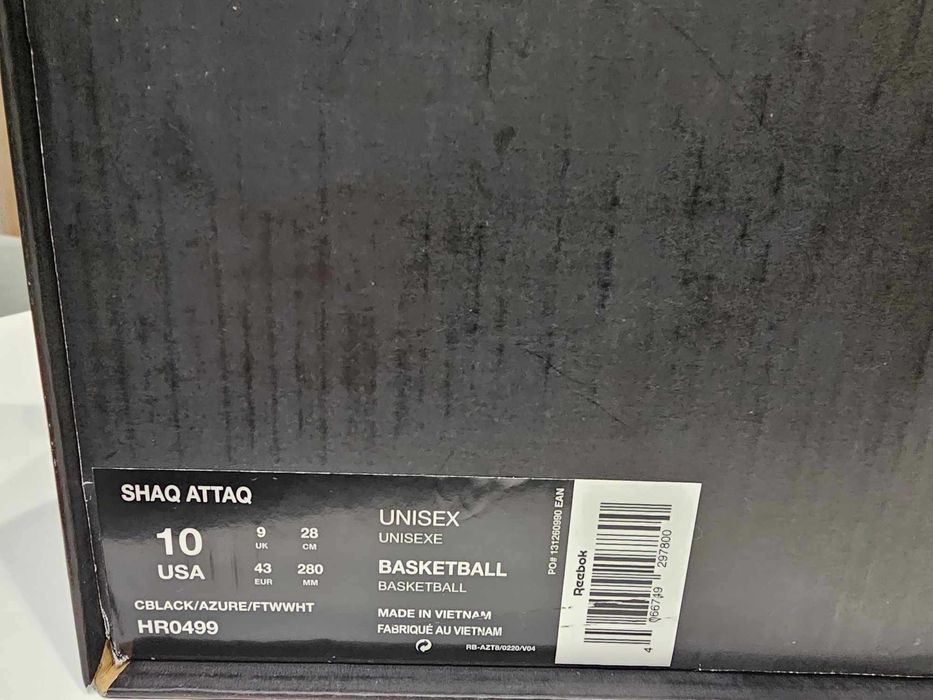 SHAQ ATTAQ
10
USA
9
UK
28
CM
43
EUR
280
MM
CBLACK/AZURE/FTWWHT
HR0499
UNISEX
UNISEXE
BASKETBALL
BASKETBALL
MADE IN VIETNAM
FABRIQUÉ AU VIETNAM
RB-AZT8/0220/V04
PO# 131260990 EAN
Reebok
4 066749 297800